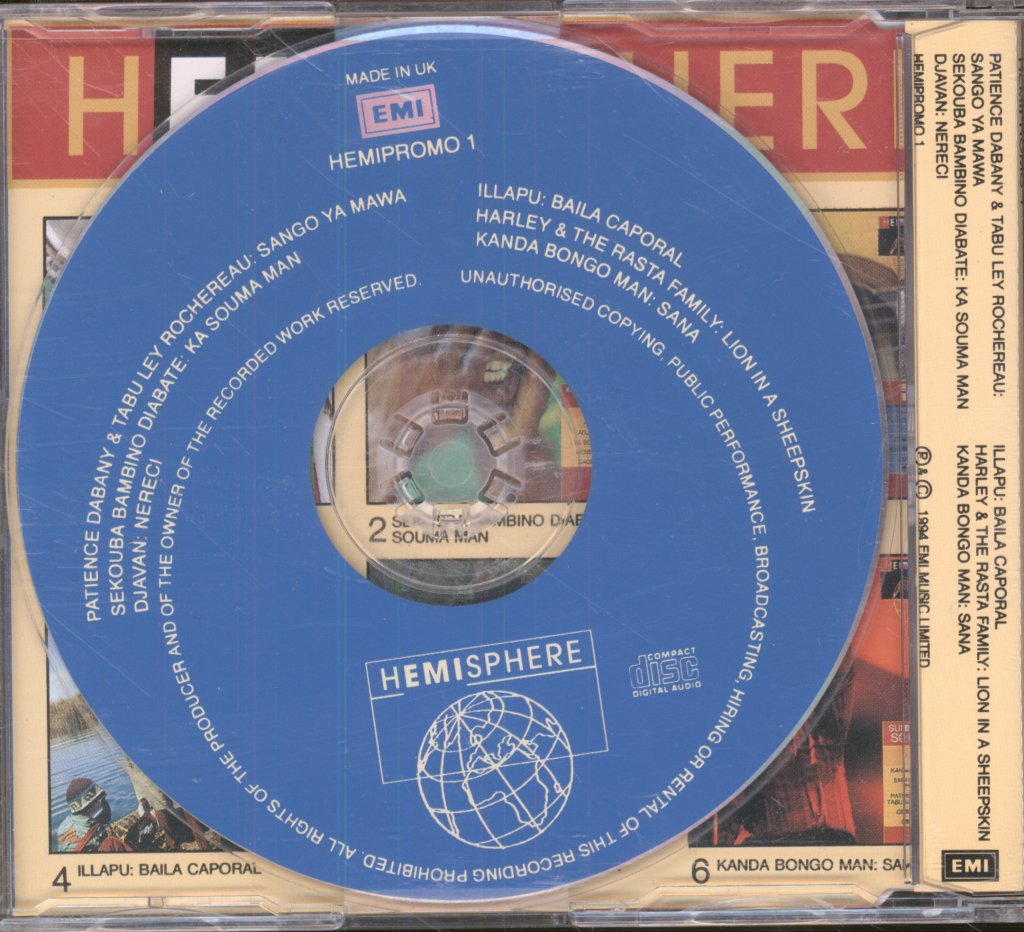 HEMISPHERE
MADE IN UK
EMI
HEMIPROMO 1
PATIENCE DABANY & TABU LEY ROCHEREAU: SANGO YA MAWA
SEKOUBA BAMBINO DIABATE: KA SOUMA MAN
DJAVAN: NERECI
ILLAPU: BAILA CAPORAL
HARLEY & THE RASTA FAMILY: LION IN A SHEEPSKIN
KANDA BONGO MAN: SANA
ALL RIGHTS OF THE PRODUCER AND OF THE OWNER OF THE RECORDED WORK RESERVED.
UNAUTHORISED COPYING, PUBLIC PERFORMANCE, BROADCASTING, HIRING OR RENTAL OF THIS RECORDING PROHIBITED.
2 SEKOUBA BAMBINO DIAB
SOUMA MAN
HEMISPHERE
COMPACT
disc
DIGITAL AUDIO
4 ILLAPU: BAILA CAPORAL
6 KANDA BONGO MAN: SA
PATIENCE DABANY & TABU LEY ROCHEREAU:
SANGO YA MAWA
SEKOUBA BAMBINO DIABATE: KA SOUMA MAN
DJAVAN: NERECI
HEMIPROMO 1
ILLAPU: BAILA CAPORAL
HARLEY & THE RASTA FAMILY: LION IN A SHEEPSKIN
KANDA BONGO MAN: SANA
Ⓟ & © 1994 EMI MUSIC LIMITED
EMI